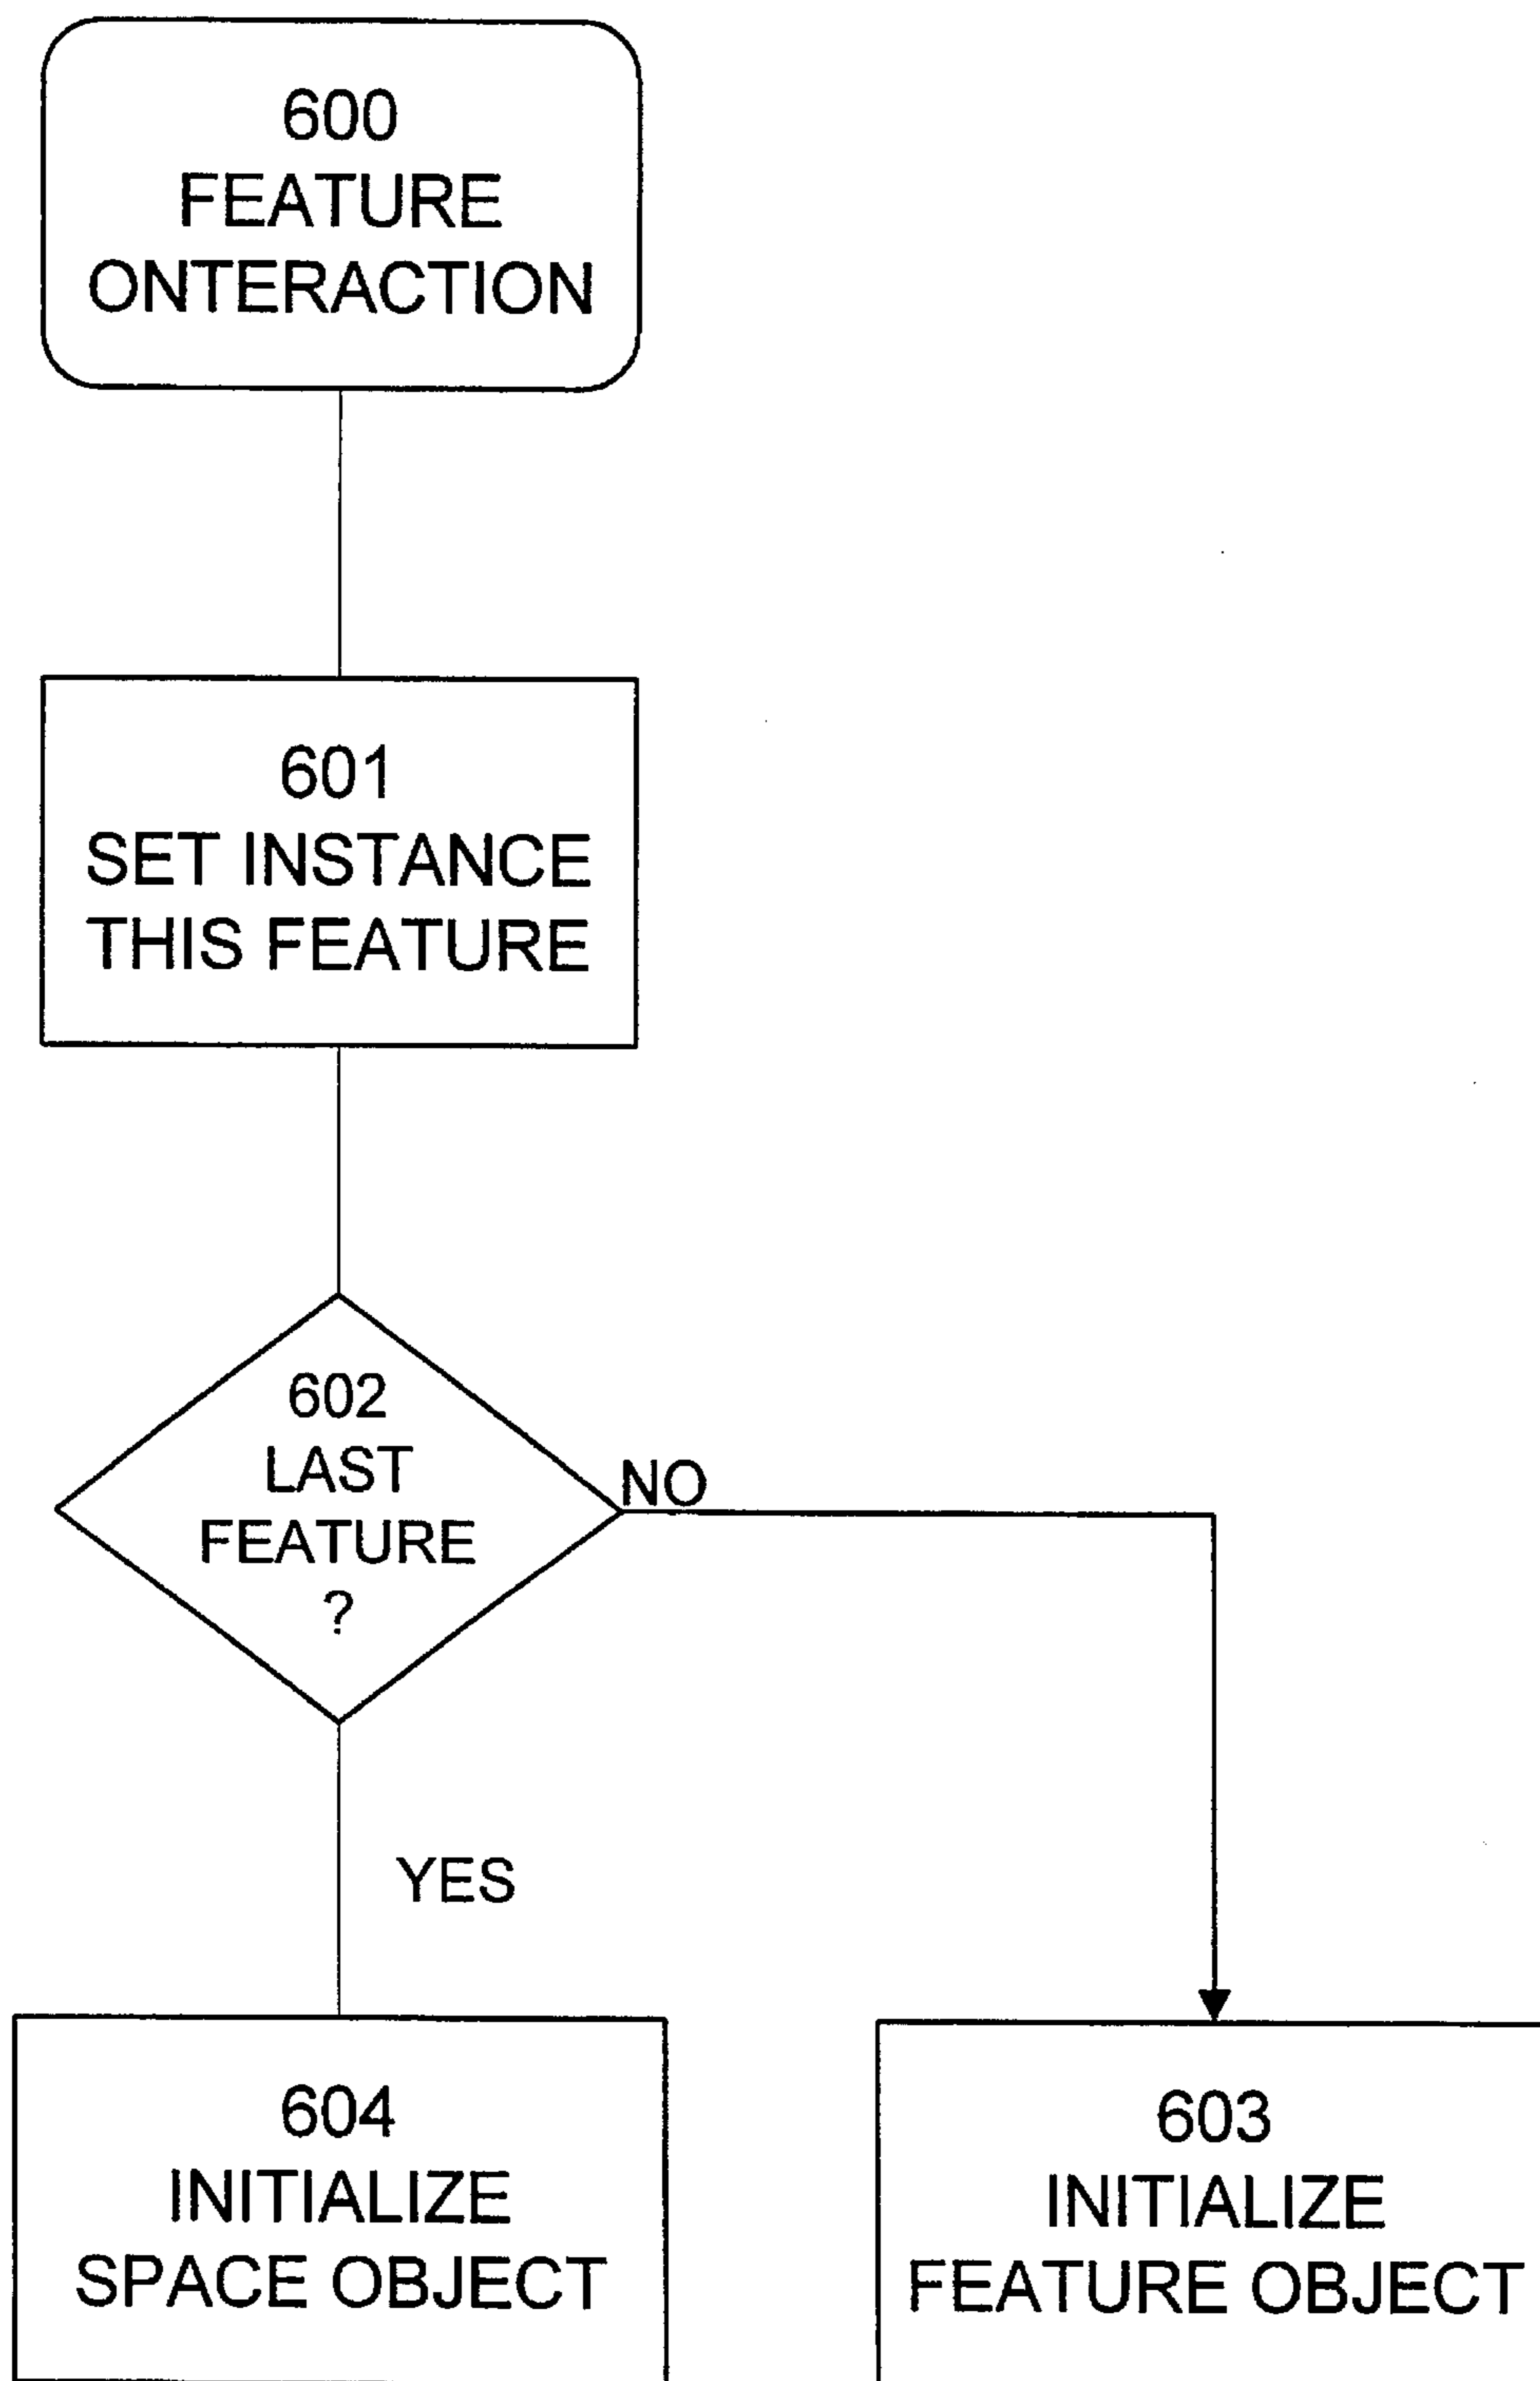 600
FEATURE
ONTERACTION
601
SET INSTANCE
THIS FEATURE
602
LAST
FEATURE
?
NO
YES
604
INITIALIZE
SPACE OBJECT
603
INITIALIZE
FEATURE OBJECT